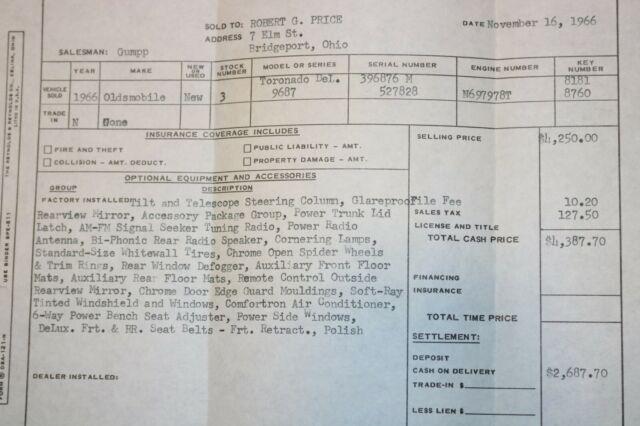 SOLD TO: ROBERT G. PRICE
DATE November 16, 1966
ADDRESS 7 Elm St.
Bridgeport, Ohio
SALESMAN: Gumpp
YEAR MAKE NEW OR USED STOCK NUMBER MODEL OR SERIES SERIAL NUMBER ENGINE NUMBER KEY NUMBER
Toronado DeL. 396876 M 8181
VEHICLE SOLD 1966 Oldsmobile New 3 9687 527828 N697978T 8760
TRADE IN N None
INSURANCE COVERAGE INCLUDES
FIRE AND THEFT PUBLIC LIABILITY - AMT.
COLLISION - AMT. DEDUCT. PROPERTY DAMAGE - AMT.
OPTIONAL EQUIPMENT AND ACCESSORIES
GROUP DESCRIPTION
FACTORY INSTALLED: Tilt and Telescope Steering Column, Glareproof
Rearview Mirror, Accessory Package Group, Power Trunk Lid
Latch, AM-FM Signal Seeker Tuning Radio, Power Radio
Antenna, Bi-Phonic Rear Radio Speaker, Cornering Lamps,
Standard-Size Whitewall Tires, Chrome Open Spider Wheels
& Trim Rings, Rear Window Defogger, Auxiliary Front Floor
Mats, Auxiliary Rear Floor Mats, Remote Control Outside
Rearview Mirror, Chrome Door Edge Guard Mouldings, Soft-Ray
Tinted Windshield and Windows, Comfortron Air Conditioner,
6-Way Power Bench Seat Adjuster, Power Side Windows,
DeLux. Frt. & RR. Seat Belts - Frt. Retract., Polish
DEALER INSTALLED:
SELLING PRICE $4,250.00
File Fee 10.20
SALES TAX 127.50
LICENSE AND TITLE
TOTAL CASH PRICE $4,387.70
FINANCING
INSURANCE
TOTAL TIME PRICE
SETTLEMENT:
DEPOSIT
CASH ON DELIVERY $2,687.70
TRADE-IN $
LESS LIEN $
THE REYNOLDS & REYNOLDS CO., CELINA, OHIO
LITHO IN U.S.A.
USE BINDER